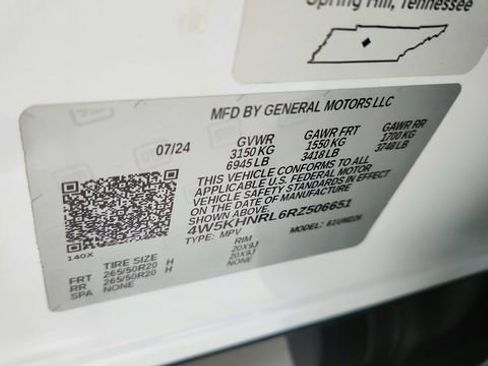 Spring Hill, Tennessee
MFD BY GENERAL MOTORS LLC
07/24 GVWR GAWR FRT GAWR RR
3150 KG 1550 KG 1700 KG
6945 LB 3418 LB 3748 LB
THIS VEHICLE CONFORMS TO ALL
APPLICABLE U.S. FEDERAL MOTOR
VEHICLE SAFETY STANDARDS IN EFFECT
ON THE DATE OF MANUFACTURE
SHOWN ABOVE.
4W5KHNRL6RZ506651
TYPE: MPV MODEL:
140X
TIRE SIZE RIM
FRT 265/50R20 H 20X9J
RR 265/50R20 H 20X9J
SPA NONE NONE